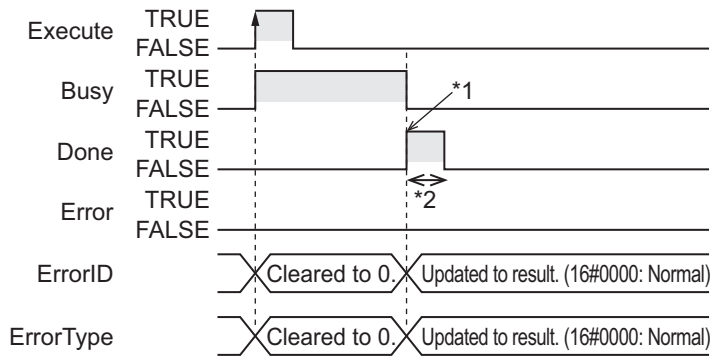 Execute
TRUE
FALSE
Busy
TRUE
FALSE
*1
Done
TRUE
FALSE
*2
Error
TRUE
FALSE
ErrorID
Cleared to 0.
Updated to result. (16#0000: Normal)
ErrorType
Cleared to 0.
Updated to result. (16#0000: Normal)